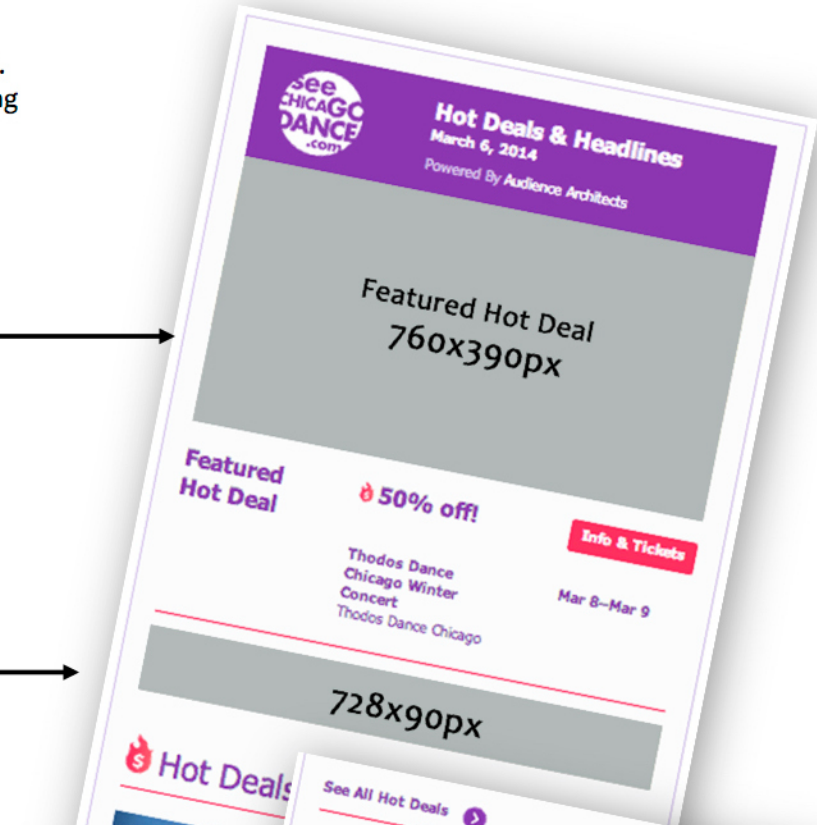 .
ng
see
CHICAGO
DANCE
.com
Hot Deals & Headlines
March 6, 2014
Powered By Audience Architects
Featured Hot Deal
760x390px
Featured
Hot Deal
50% off!
Info & Tickets
Thodos Dance
Chicago Winter
Concert
Thodos Dance Chicago
Mar 8–Mar 9
728x90px
$ Hot Deals
See All Hot Deals